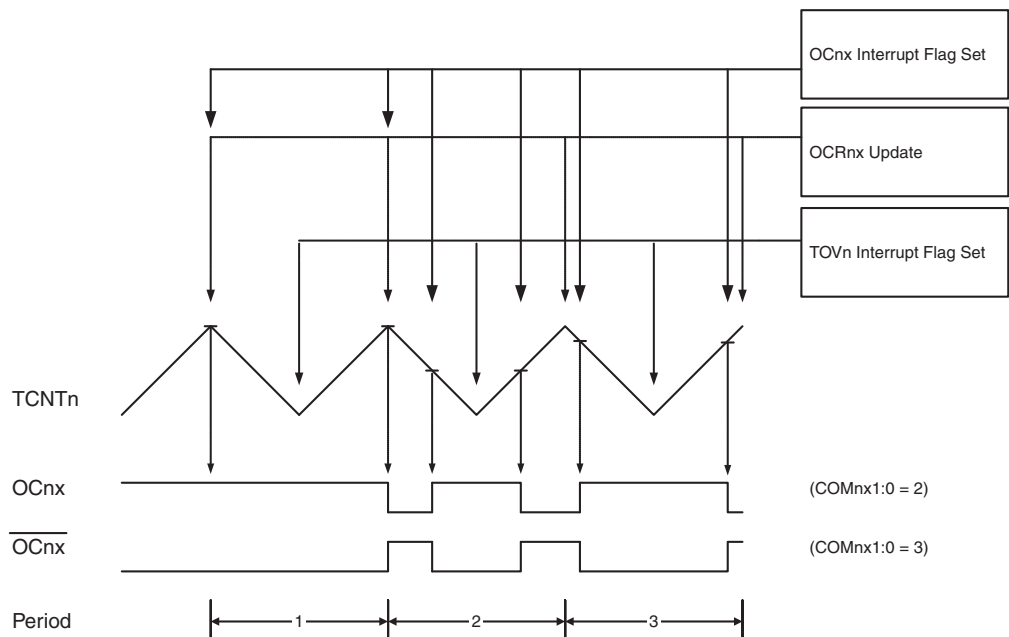 OCnx Interrupt Flag Set
OCRnx Update
TOVn Interrupt Flag Set
TCNTn
OCnx
(COMnx1:0 = 2)
OCnx
(COMnx1:0 = 3)
Period
1
2
3